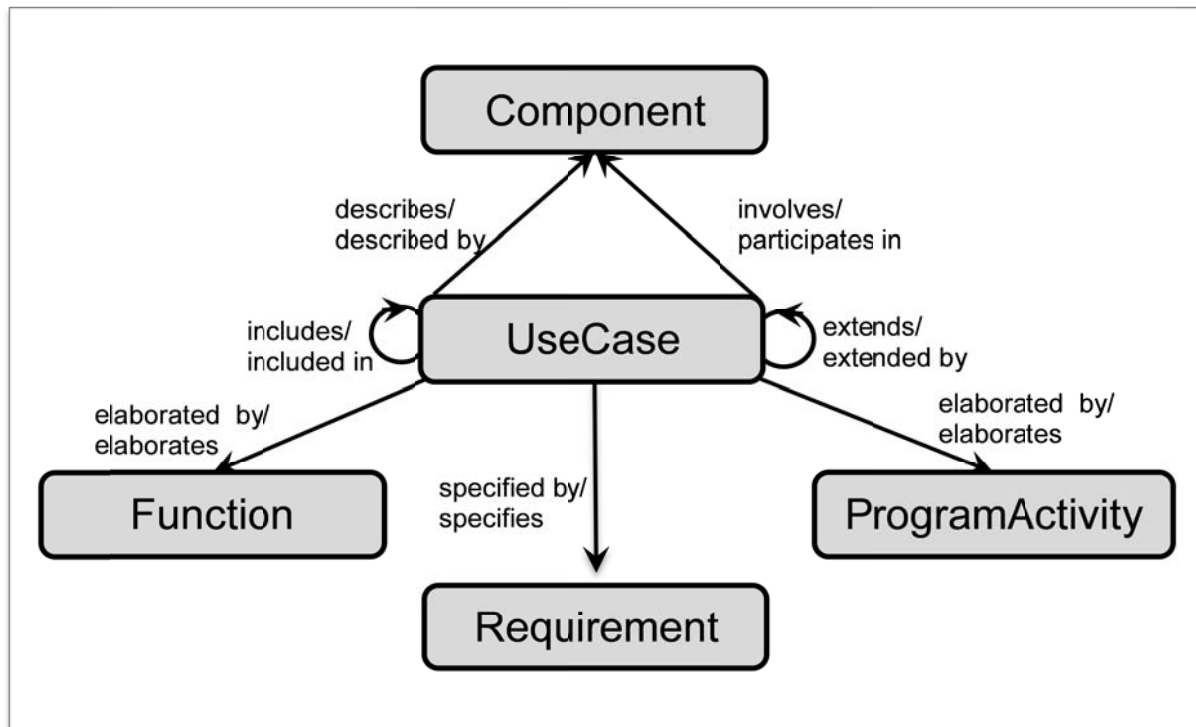 Component
describes/
described by
involves/
participates in
includes/
included in
UseCase
extends/
extended by
elaborated by/
elaborates
specified by/
specifies
elaborated by/
elaborates
Function
ProgramActivity
Requirement